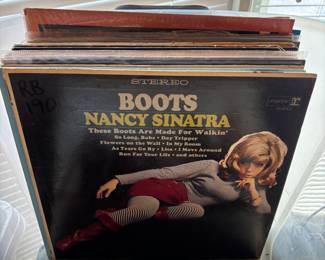 STEREO
RB
190
BOOTS
NANCY SINATRA
These Boots Are Made For Walkin'
So Long, Babe • Day Tripper
Flowers on the Wall • In My Room
As Tears Go By • Lies • I Move Around
Run For Your Life • and others